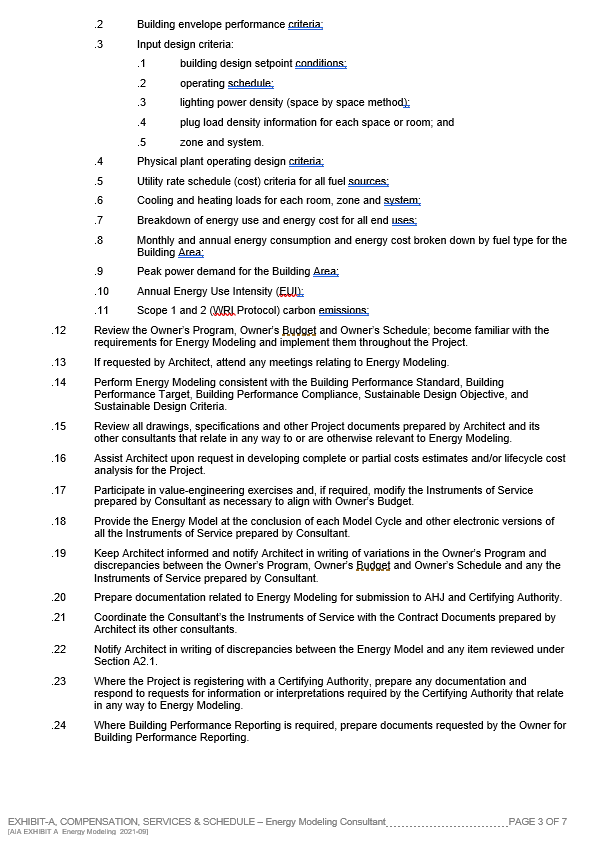 .2 Building envelope performance criteria;
.3 Input design criteria:
.1 building design setpoint conditions;
.2 operating schedule;
.3 lighting power density (space by space method);
.4 plug load density information for each space or room; and
.5 zone and system.
.4 Physical plant operating design criteria;
.5 Utility rate schedule (cost) criteria for all fuel sources;
.6 Cooling and heating loads for each room, zone and system;
.7 Breakdown of energy use and energy cost for all end uses;
.8 Monthly and annual energy consumption and energy cost broken down by fuel type for the
Building Area;
.9 Peak power demand for the Building Area;
.10 Annual Energy Use Intensity (EUI);
.11 Scope 1 and 2 (WRI Protocol) carbon emissions;
.12 Review the Owner's Program, Owner's Budget and Owner's Schedule; become familiar with the
requirements for Energy Modeling and implement them throughout the Project.
.13 If requested by Architect, attend any meetings relating to Energy Modeling.
.14 Perform Energy Modeling consistent with the Building Performance Standard, Building
Performance Target, Building Performance Compliance, Sustainable Design Objective, and
Sustainable Design Criteria.
.15 Review all drawings, specifications and other Project documents prepared by Architect and its
other consultants that relate in any way to or are otherwise relevant to Energy Modeling.
.16 Assist Architect upon request in developing complete or partial costs estimates and/or lifecycle cost
analysis for the Project.
.17 Participate in value-engineering exercises and, if required, modify the Instruments of Service
prepared by Consultant as necessary to align with Owner's Budget.
.18 Provide the Energy Model at the conclusion of each Model Cycle and other electronic versions of
all the Instruments of Service prepared by Consultant.
.19 Keep Architect informed and notify Architect in writing of variations in the Owner's Program and
discrepancies between the Owner's Program, Owner's Budget and Owner's Schedule and any the
Instruments of Service prepared by Consultant.
.20 Prepare documentation related to Energy Modeling for submission to AHJ and Certifying Authority.
.21 Coordinate the Consultant's the Instruments of Service with the Contract Documents prepared by
Architect its other consultants.
.22 Notify Architect in writing of discrepancies between the Energy Model and any item reviewed under
Section A2.1.
.23 Where the Project is registering with a Certifying Authority, prepare any documentation and
respond to requests for information or interpretations required by the Certifying Authority that relate
in any way to Energy Modeling.
.24 Where Building Performance Reporting is required, prepare documents requested by the Owner for
Building Performance Reporting.
EXHIBIT-A, COMPENSATION, SERVICES & SCHEDULE – Energy Modeling Consultant PAGE 3 OF 7
[AIA EXHIBIT A Energy Modeling 2021-09]